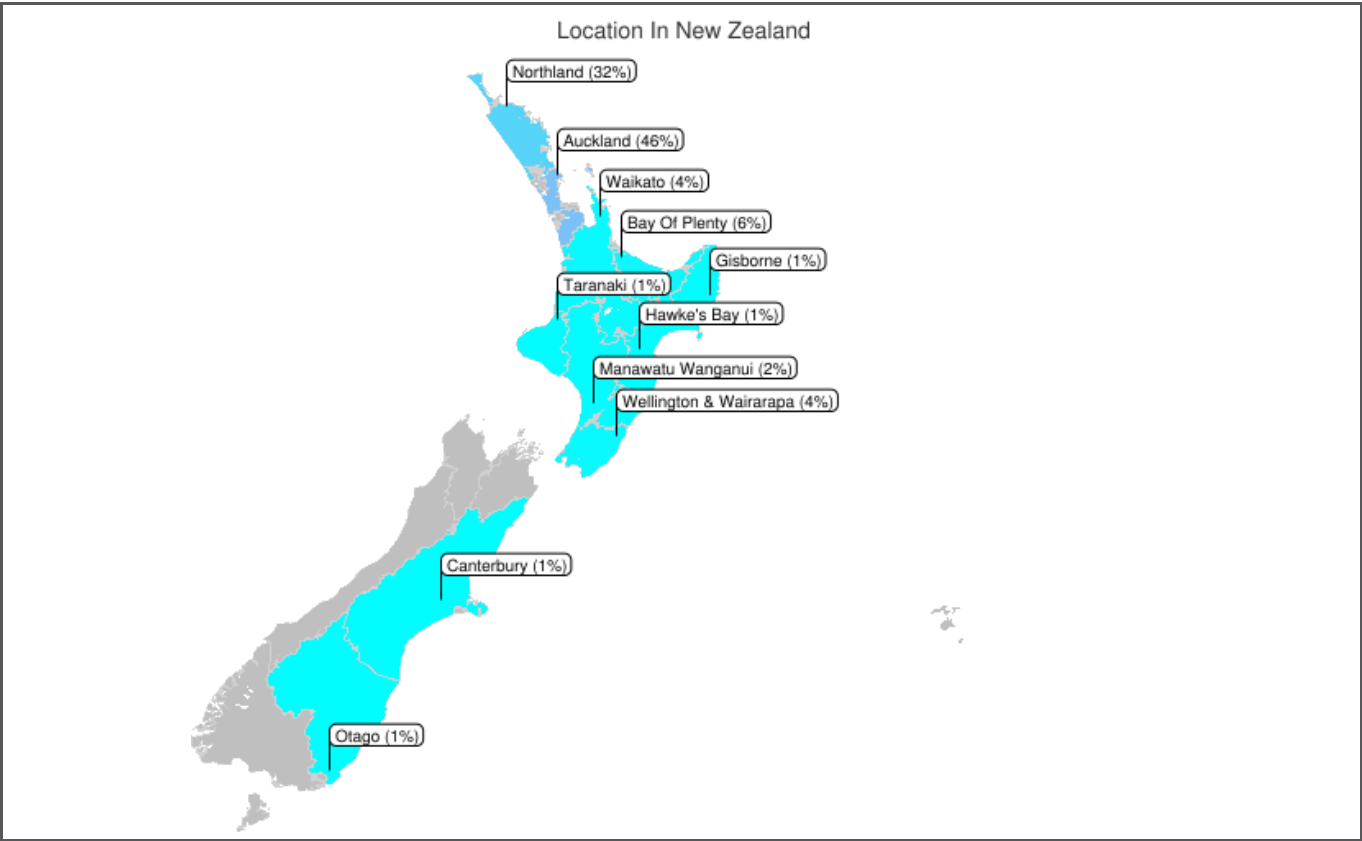 Location In New Zealand
Northland (32%)
Auckland (46%)
Waikato (4%)
Bay Of Plenty (6%)
Gisborne (1%)
Taranaki (1%)
Hawke's Bay (1%)
Manawatu Wanganui (2%)
Wellington & Wairarapa (4%)
Canterbury (1%)
Otago (1%)